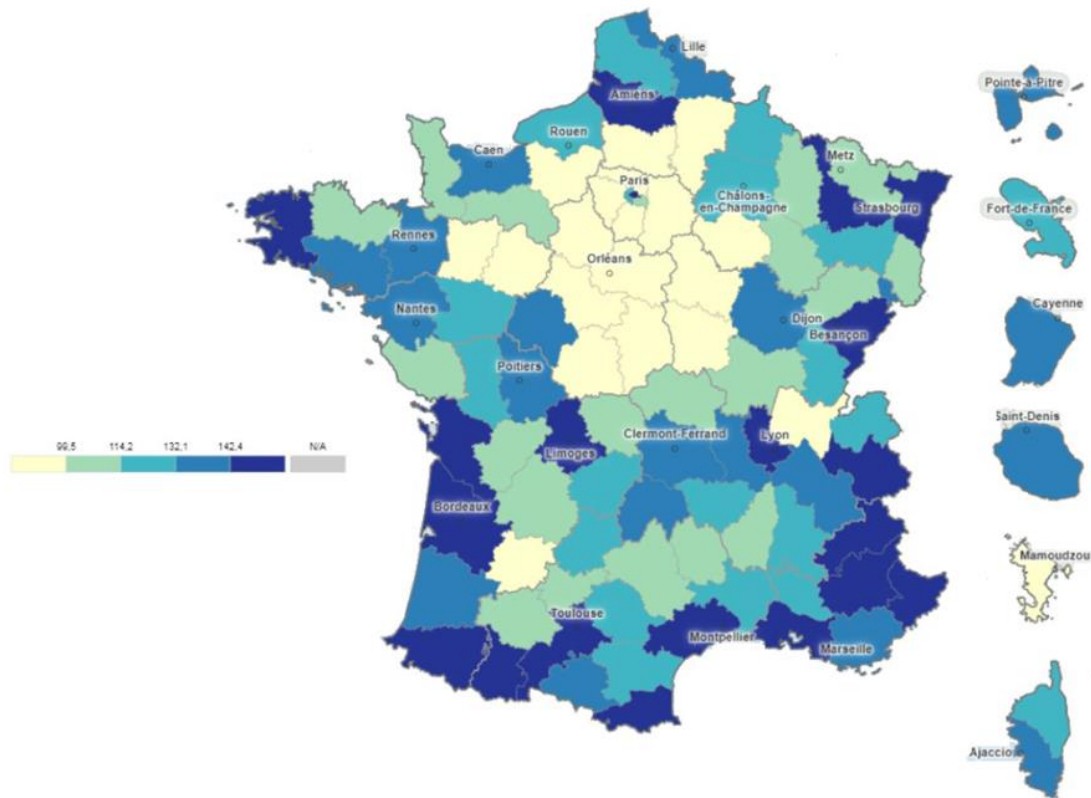 Lille
Pointe-à-Pitre
Amiens
Rouen
Caen
Metz
Paris
Châlons-
en-Champagne
Strasbourg
Fort-de-France
Rennes
Orléans
Nantes
Dijon
Besançon
Cayenne
Poitiers
Saint-Denis
Clermont-Ferrand
Lyon
99,5 114,2 132,1 142,4 N/A
Limoges
Bordeaux
Mamoudzou
Toulouse
Montpellier
Marseille
Ajaccio